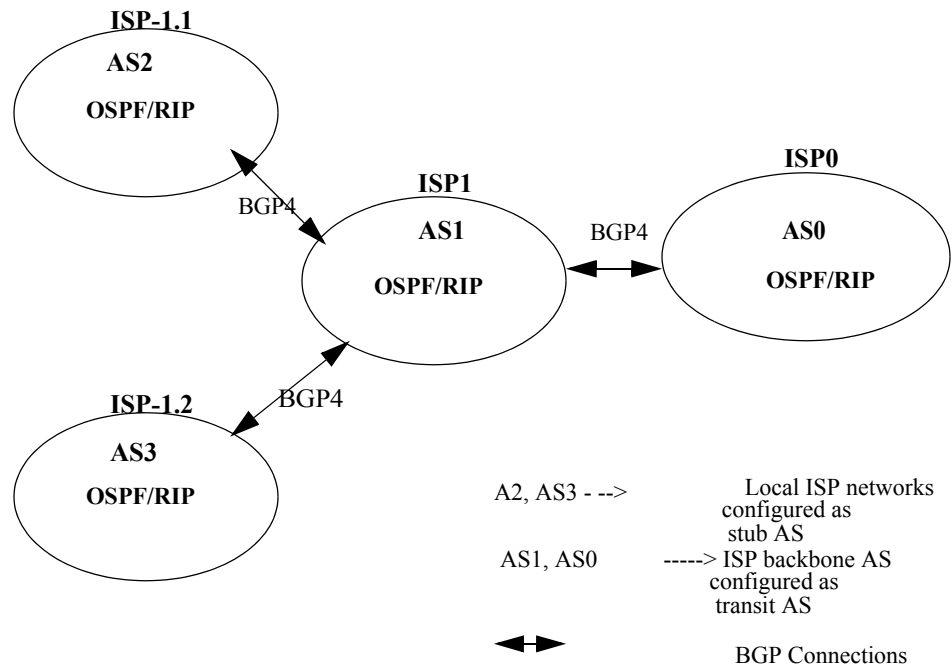 ISP-1.1
AS2
OSPF/RIP
BGP4
ISP1
AS1
OSPF/RIP
BGP4
ISP0
AS0
OSPF/RIP
BGP4
ISP-1.2
AS3
OSPF/RIP
A2, AS3 - --> Local ISP networks
configured as
stub AS
AS1, AS0 -----> ISP backbone AS
configured as
transit AS
BGP Connections